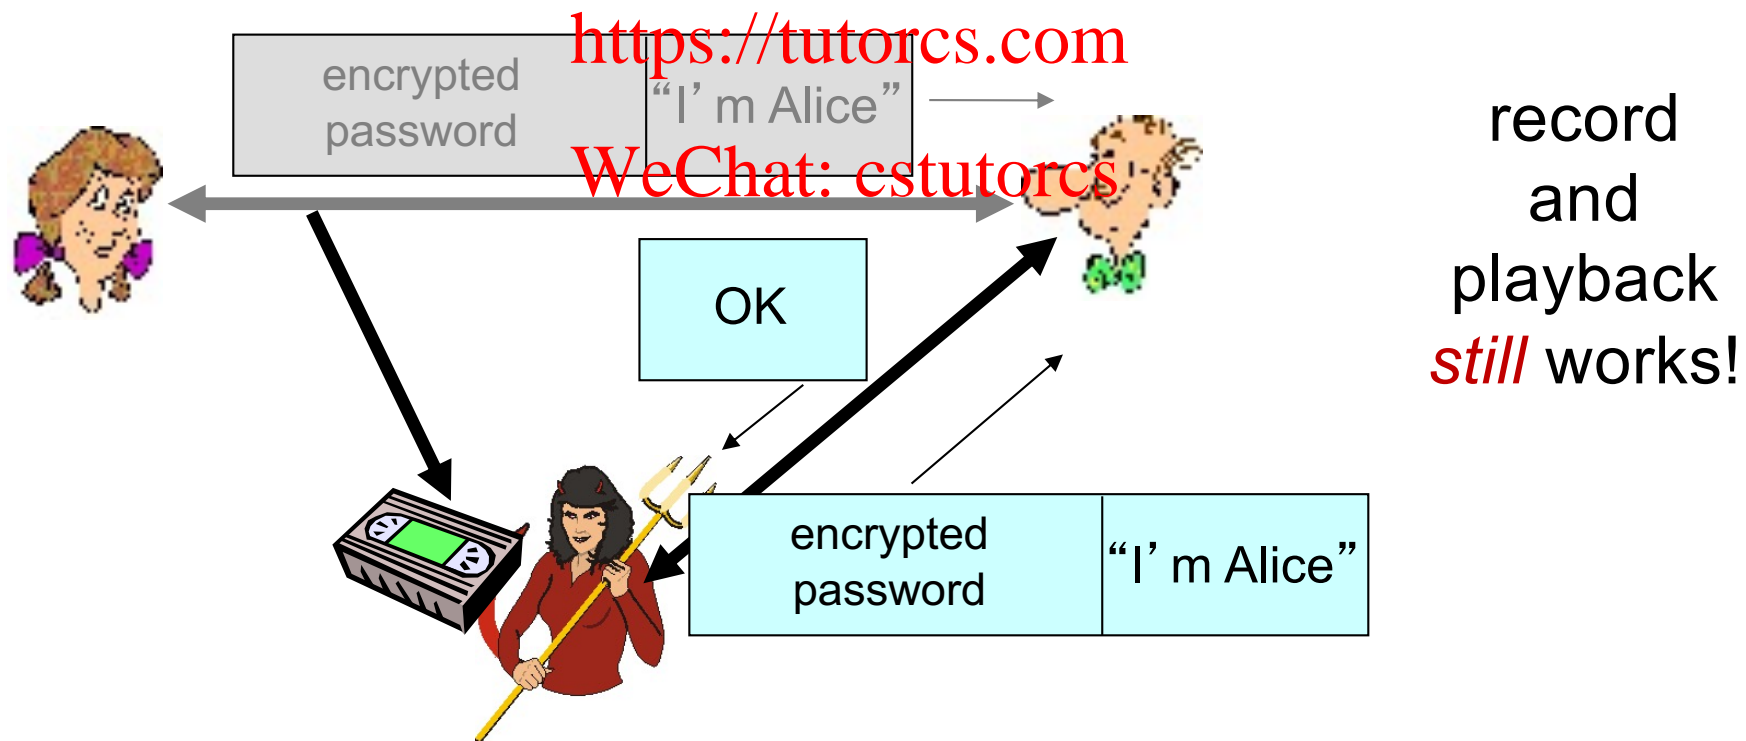 https://tutorcs.com
encrypted
password
“I’ m Alice”
WeChat: cstutorcs
record
and
playback
still works!
OK
encrypted
password
“I’ m Alice”